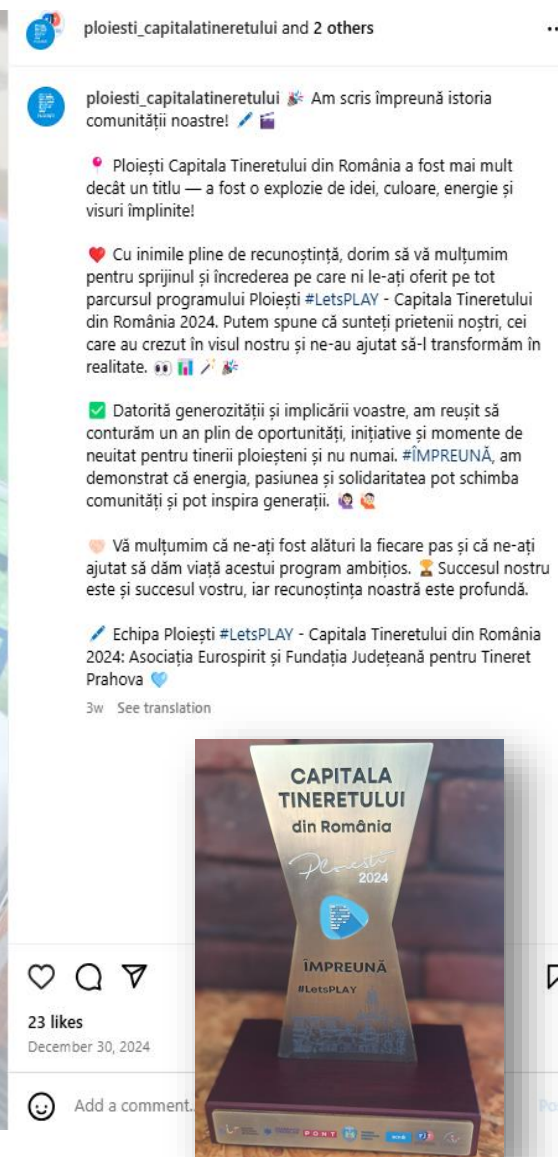 ploiesti_capitalatineretului and 2 others
ploiesti_capitalatineretului 🎉 Am scris împreună istoria
comunității noastre! 🖊️ 🎬
📍 Ploiești Capitala Tineretului din România a fost mai mult
decât un titlu — a fost o explozie de idei, culoare, energie și
visuri împlinite!
❤️ Cu inimile pline de recunoștință, dorim să vă mulțumim
pentru sprijinul și încrederea pe care ni le-ați oferit pe tot
parcursul programului Ploiești #LetsPLAY - Capitala Tineretului
din România 2024. Putem spune că sunteți prietenii noștri, cei
care au crezut în visul nostru și ne-au ajutat să-l transformăm în
realitate. 👀 📊 🪄 🎉
✅ Datorită generozității și implicării voastre, am reușit să
conturăm un an plin de oportunități, inițiative și momente de
neuitat pentru tinerii ploieșteni și nu numai. #ÎMPREUNĂ, am
demonstrat că energia, pasiunea și solidaritatea pot schimba
comunități și pot inspira generații. 🙋🏻‍♀️ 🙋🏻
🫶🏻 Vă mulțumim că ne-ați fost alături la fiecare pas și că ne-ați
ajutat să dăm viață acestui program ambițios. 🏆 Succesul nostru
este și succesul vostru, iar recunoștința noastră este profundă.
🖊️ Echipa Ploiești #LetsPLAY - Capitala Tineretului din România
2024: Asociația Eurospirit și Fundația Județeană pentru Tineret
Prahova 🩵
3w See translation
CAPITALA
TINERETULUI
din România
Ploiești
2024
ÎMPREUNĂ
#LetsPLAY
PONT
23 likes
December 30, 2024
Add a comment...